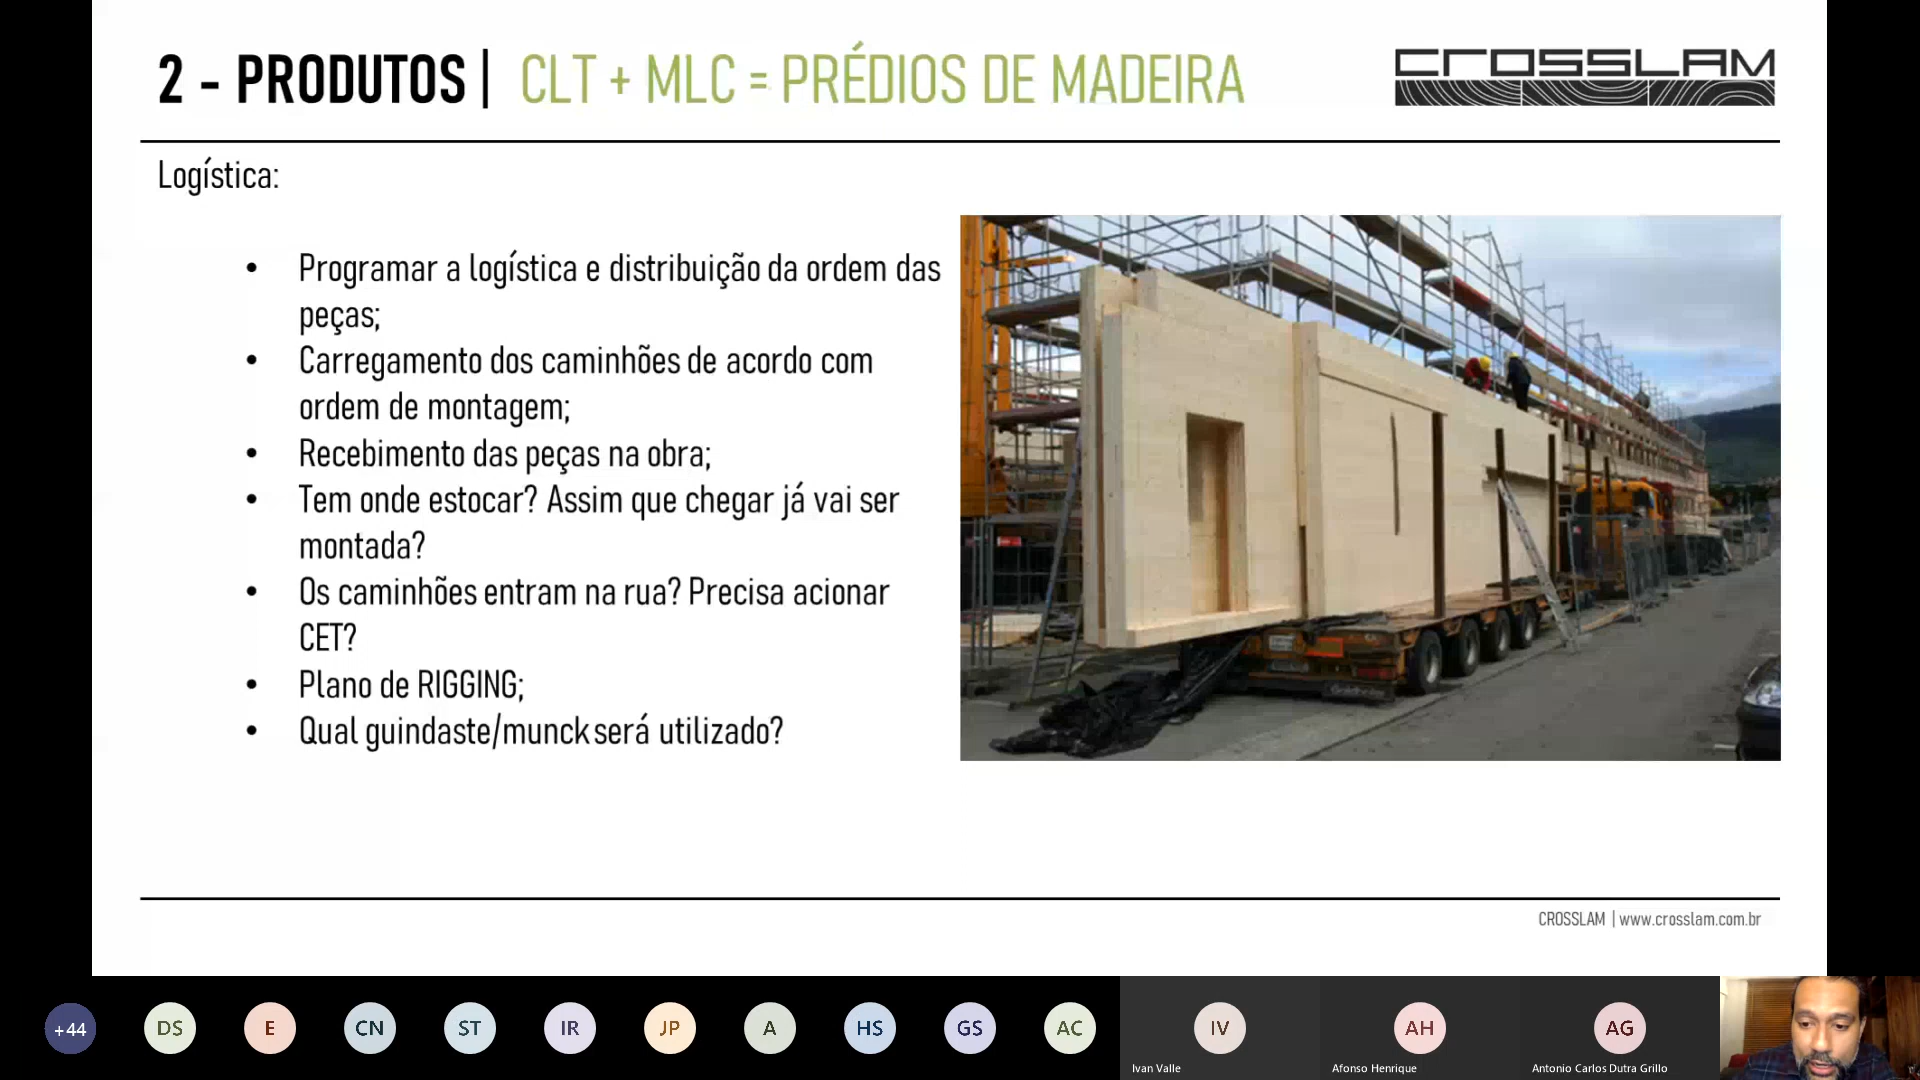 2 - PRODUTOS | CLT + MLC = PRÉDIOS DE MADEIRA
CROSSLAM
Logística:
• Programar a logística e distribuição da ordem das
peças;
• Carregamento dos caminhões de acordo com
ordem de montagem;
• Recebimento das peças na obra;
• Tem onde estocar? Assim que chegar já vai ser
montada?
• Os caminhões entram na rua? Precisa acionar
CET?
• Plano de RIGGING;
• Qual guindaste/munck será utilizado?
CROSSLAM | www.crosslam.com.br
+44
DS
E
CN
ST
IR
JP
A
HS
GS
AC
IV
AH
AG
Ivan Valle
Afonso Henrique
Antonio Carlos Dutra Grillo